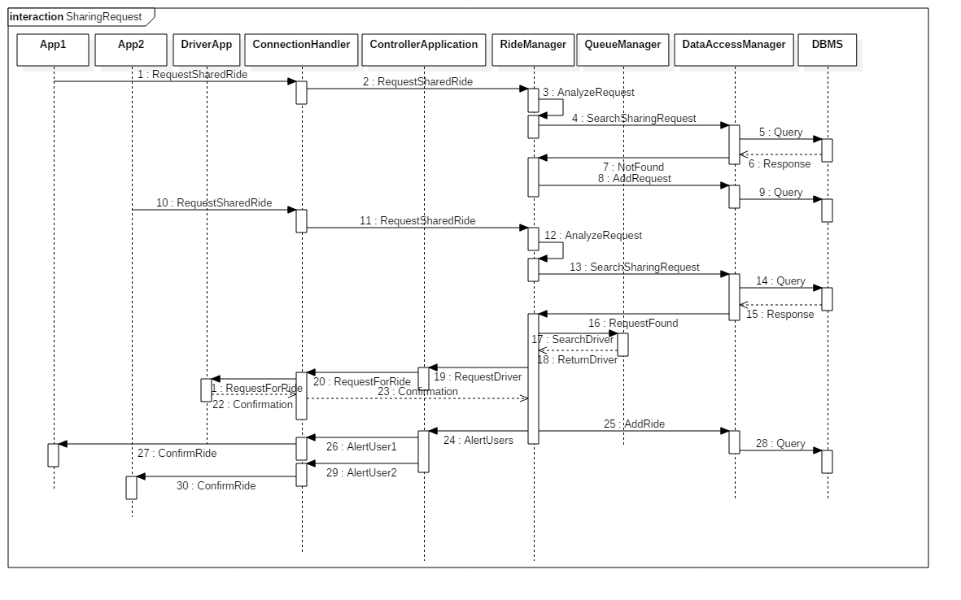 interaction SharingRequest
App1
App2
DriverApp
ConnectionHandler
ControllerApplication
RideManager
QueueManager
DataAccessManager
DBMS
1 : RequestSharedRide
2 : RequestSharedRide
3 : AnalyzeRequest
4 : SearchSharingRequest
5 : Query
6 : Response
7 : NotFound
8 : AddRequest
9 : Query
10 : RequestSharedRide
11 : RequestSharedRide
12 : AnalyzeRequest
13 : SearchSharingRequest
14 : Query
15 : Response
16 : RequestFound
17 : SearchDriver
18 : ReturnDriver
19 : RequestDriver
20 : RequestForRide
1 : RequestForRide
22 : Confirmation
23 : Confirmation
24 : AlertUsers
25 : AddRide
26 : AlertUser1
27 : ConfirmRide
28 : Query
29 : AlertUser2
30 : ConfirmRide